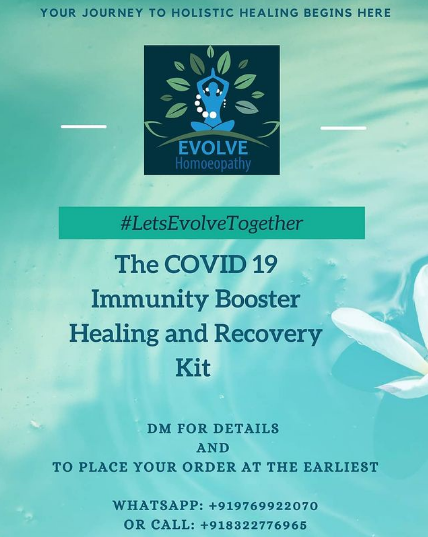 YOUR JOURNEY TO HOLISTIC HEALING BEGINS HERE
EVOLVE
Homoeopathy
#LetsEvolveTogether
The COVID 19
Immunity Booster
Healing and Recovery
Kit
DM FOR DETAILS
AND
TO PLACE YOUR ORDER AT THE EARLIEST
WHATSAPP: +919769922070
OR CALL: +918322776965